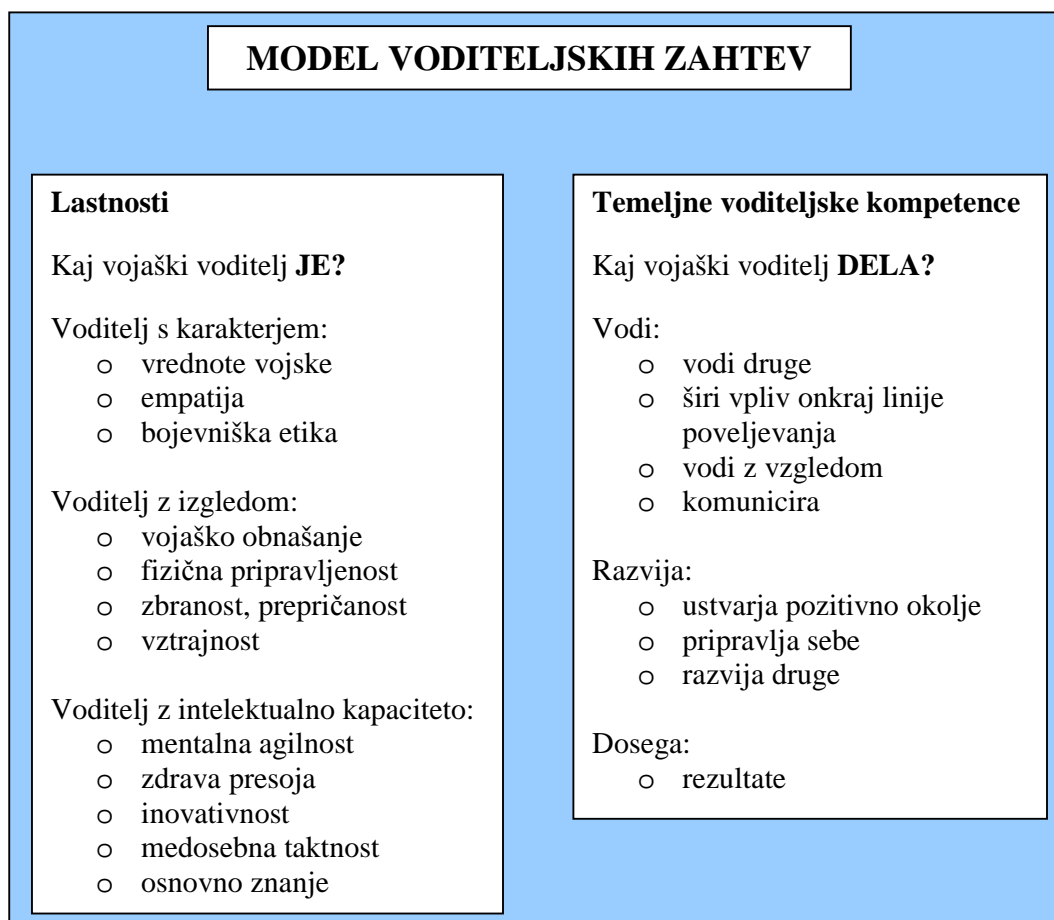 MODEL VODITELJSKIH ZAHTEV
Lastnosti
Kaj vojaški voditelj JE?
Voditelj s karakterjem:
o vrednote vojske
o empatija
o bojevniška etika
Voditelj z izgledom:
o vojaško obnašanje
o fizična pripravljenost
o zbranost, prepričanost
o vztrajnost
Voditelj z intelektualno kapaciteto:
o mentalna agilnost
o zdrava presoja
o inovativnost
o medosebna taktnost
o osnovno znanje
Temeljne voditeljske kompetence
Kaj vojaški voditelj DELA?
Vodi:
o vodi druge
o širi vpliv onkraj linije
poveljevanja
o vodi z vzgledom
o komunicira
Razvija:
o ustvarja pozitivno okolje
o pripravlja sebe
o razvija druge
Dosega:
o rezultate